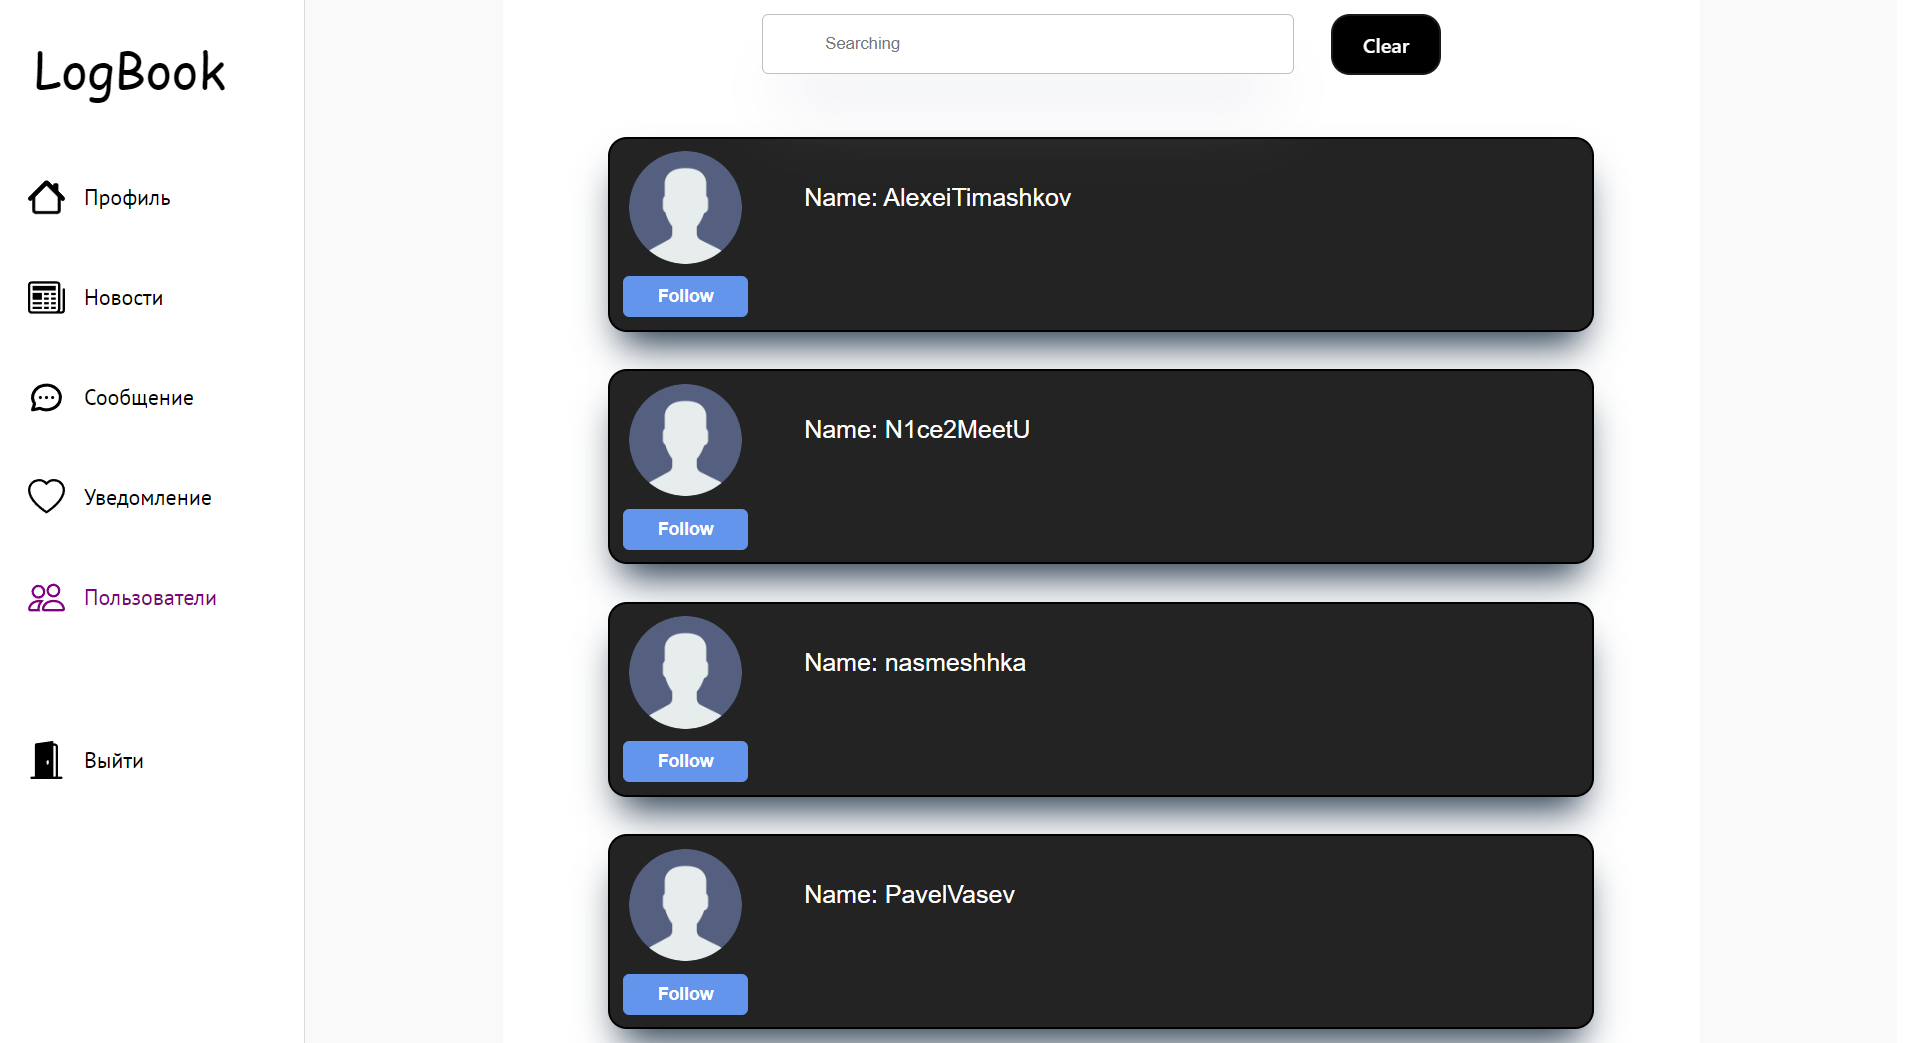 LogBook
Профиль
Новости
Сообщение
Уведомление
Пользователи
Выйти
Searching
Clear
Name: AlexeiTimashkov
Follow
Name: N1ce2MeetU
Follow
Name: nasmeshhka
Follow
Name: PavelVasev
Follow